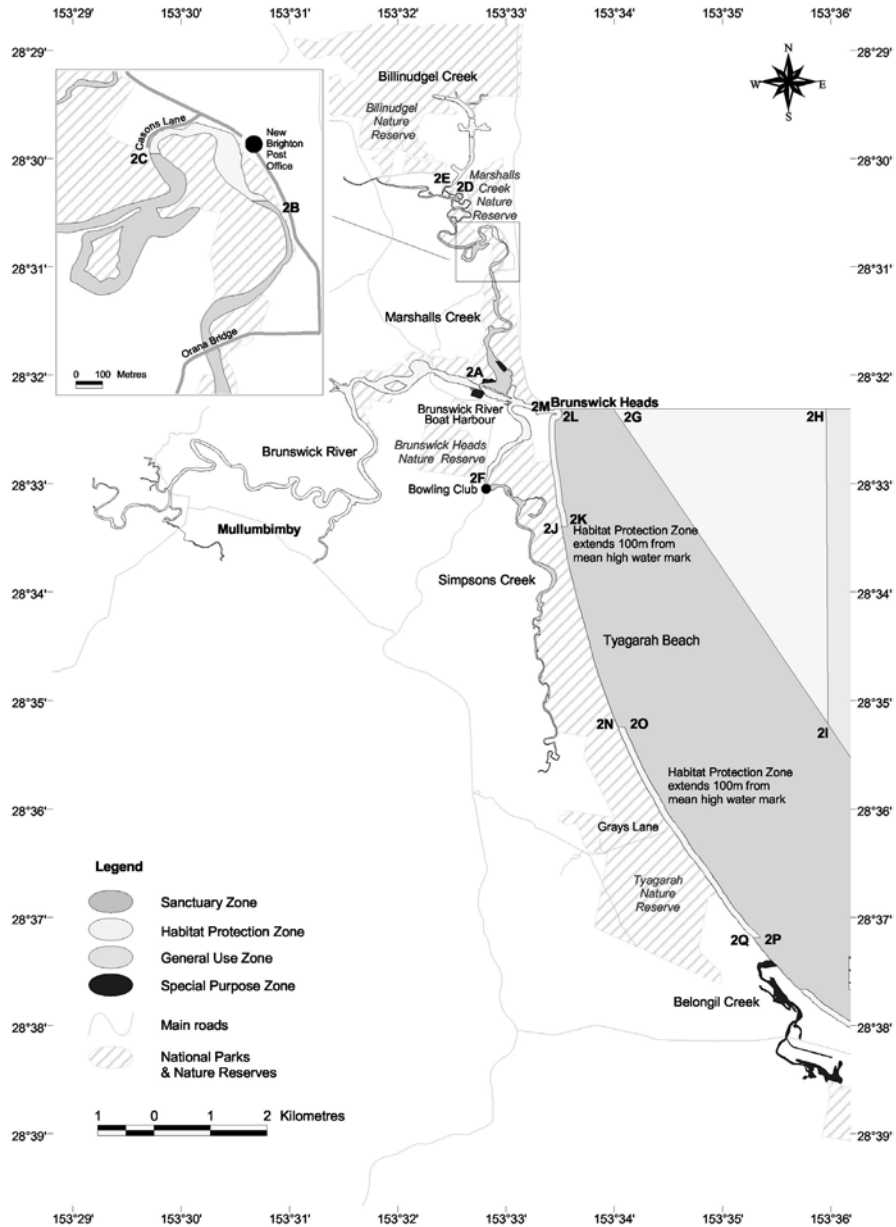 153°29' 153°30' 153°31' 153°32' 153°33' 153°34' 153°35' 153°36'
28°29' 28°29'
N
W E
S
Billinudgel Creek
Bilinudgel
Nature
Reserve
Casons Lane
New
Brighton
Post
Office
2C
2B
Orana Bridge
0 100 Metres
28°30' 28°30'
2E
2D
Marshalls
Creek
Nature
Reserve
28°31' 28°31'
Marshalls Creek
28°32' 28°32'
2A
2M Brunswick Heads
Brunswick River
Boat Harbour
2L 2G 2H
Brunswick River
Brunswick Heads
Nature Reserve
28°33' 28°33'
2F
Bowling Club
Mullumbimby
2K
2J
Habitat Protection Zone
extends 100m from
mean high water mark
Simpsons Creek
28°34' 28°34'
Tyagarah Beach
28°35' 28°35'
2N 2O
2I
Habitat Protection Zone
extends 100m from
mean high water mark
28°36' 28°36'
Grays Lane
Tyagarah
Nature
Reserve
28°37' 28°37'
2Q 2P
Belongil Creek
28°38' 28°38'
Legend
Sanctuary Zone
Habitat Protection Zone
General Use Zone
Special Purpose Zone
Main roads
National Parks
& Nature Reserves
1 0 1 2 Kilometres
28°39' 28°39'
153°29' 153°30' 153°31' 153°32' 153°33' 153°34' 153°35' 153°36'